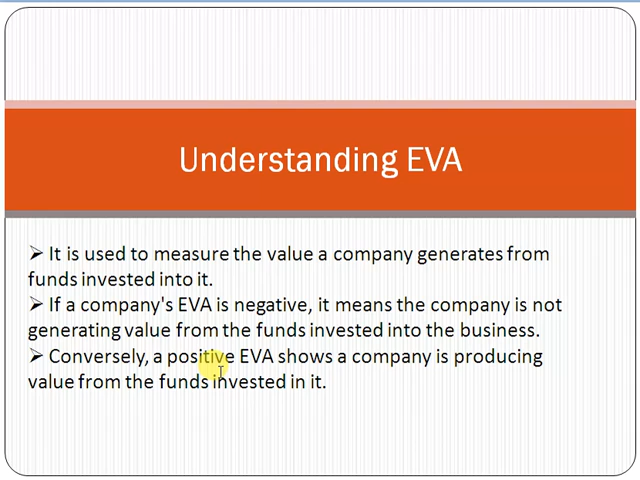 Understanding EVA
➢ It is used to measure the value a company generates from
funds invested into it.
➢ If a company's EVA is negative, it means the company is not
generating value from the funds invested into the business.
➢ Conversely, a positive EVA shows a company is producing
value from the funds invested in it.